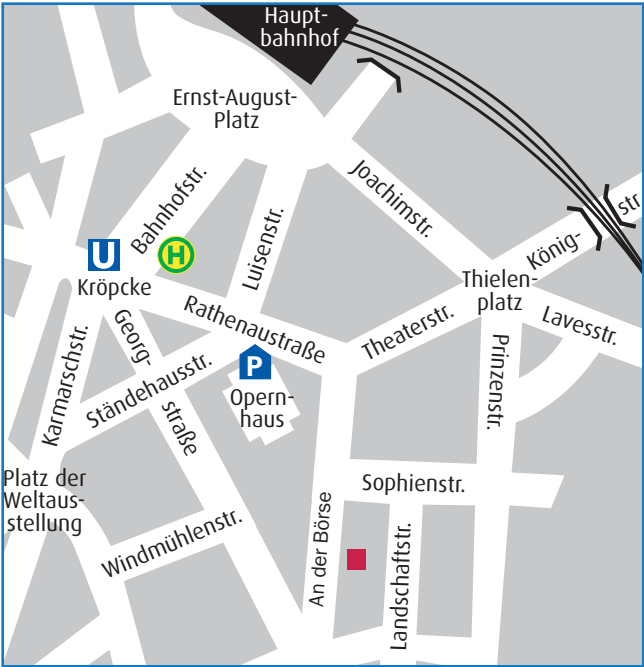 Haupt-
bahnhof
Ernst-August-
Platz
Joachimstr.
Bahnhofstr.
Luisenstr.
König-
str
U
H
Kröpcke
Thielen-
platz
Rathenaustraße
Theaterstr.
Lavesstr.
Georg-
straße
Karmarschstr.
Ständehausstr.
P
Opern-
haus
Prinzenstr.
Platz der
Weltaus-
stellung
Sophienstr.
Windmühlenstr.
An der Börse
Landschaftstr.